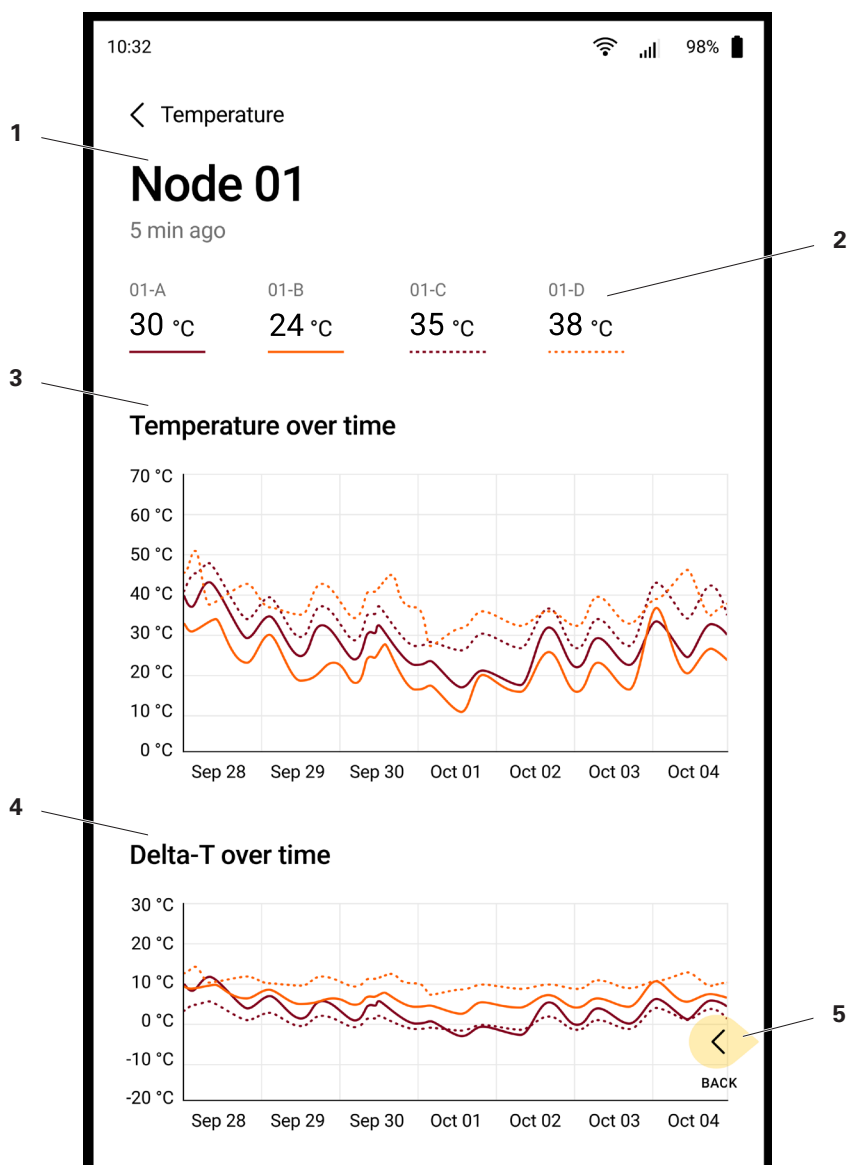 10:32 98%
Temperature
1
Node 01
5 min ago
2
01-A 01-B 01-C 01-D
30 °C 24 °C 35 °C 38 °C
3
Temperature over time
70 °C
60 °C
50 °C
40 °C
30 °C
20 °C
10 °C
0 °C
Sep 28 Sep 29 Sep 30 Oct 01 Oct 02 Oct 03 Oct 04
4
Delta-T over time
30 °C
20 °C
10 °C
0 °C
-10 °C
-20 °C
5
BACK
Sep 28 Sep 29 Sep 30 Oct 01 Oct 02 Oct 03 Oct 04